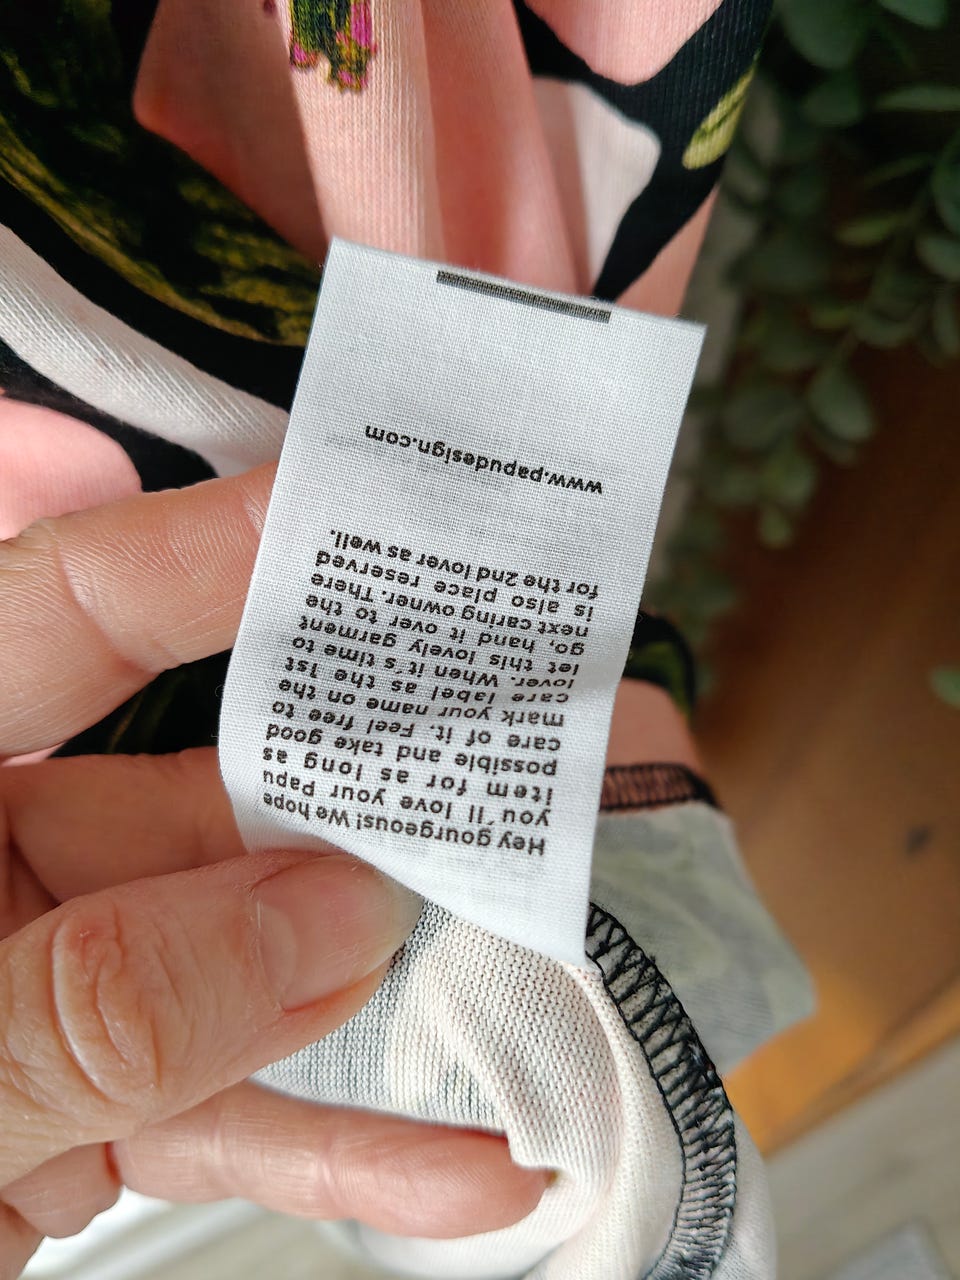 Hey gourgeous! We hope
you'll love your Papu
item for as long as
possible and take good
care of it. Feel free to
mark your name on the
care label as the 1st
lover. When it's time to
let this lovely garment
go, hand it over to the
next caring owner. There
is also place reserved
for the 2nd lover as well.
www.papudesign.com